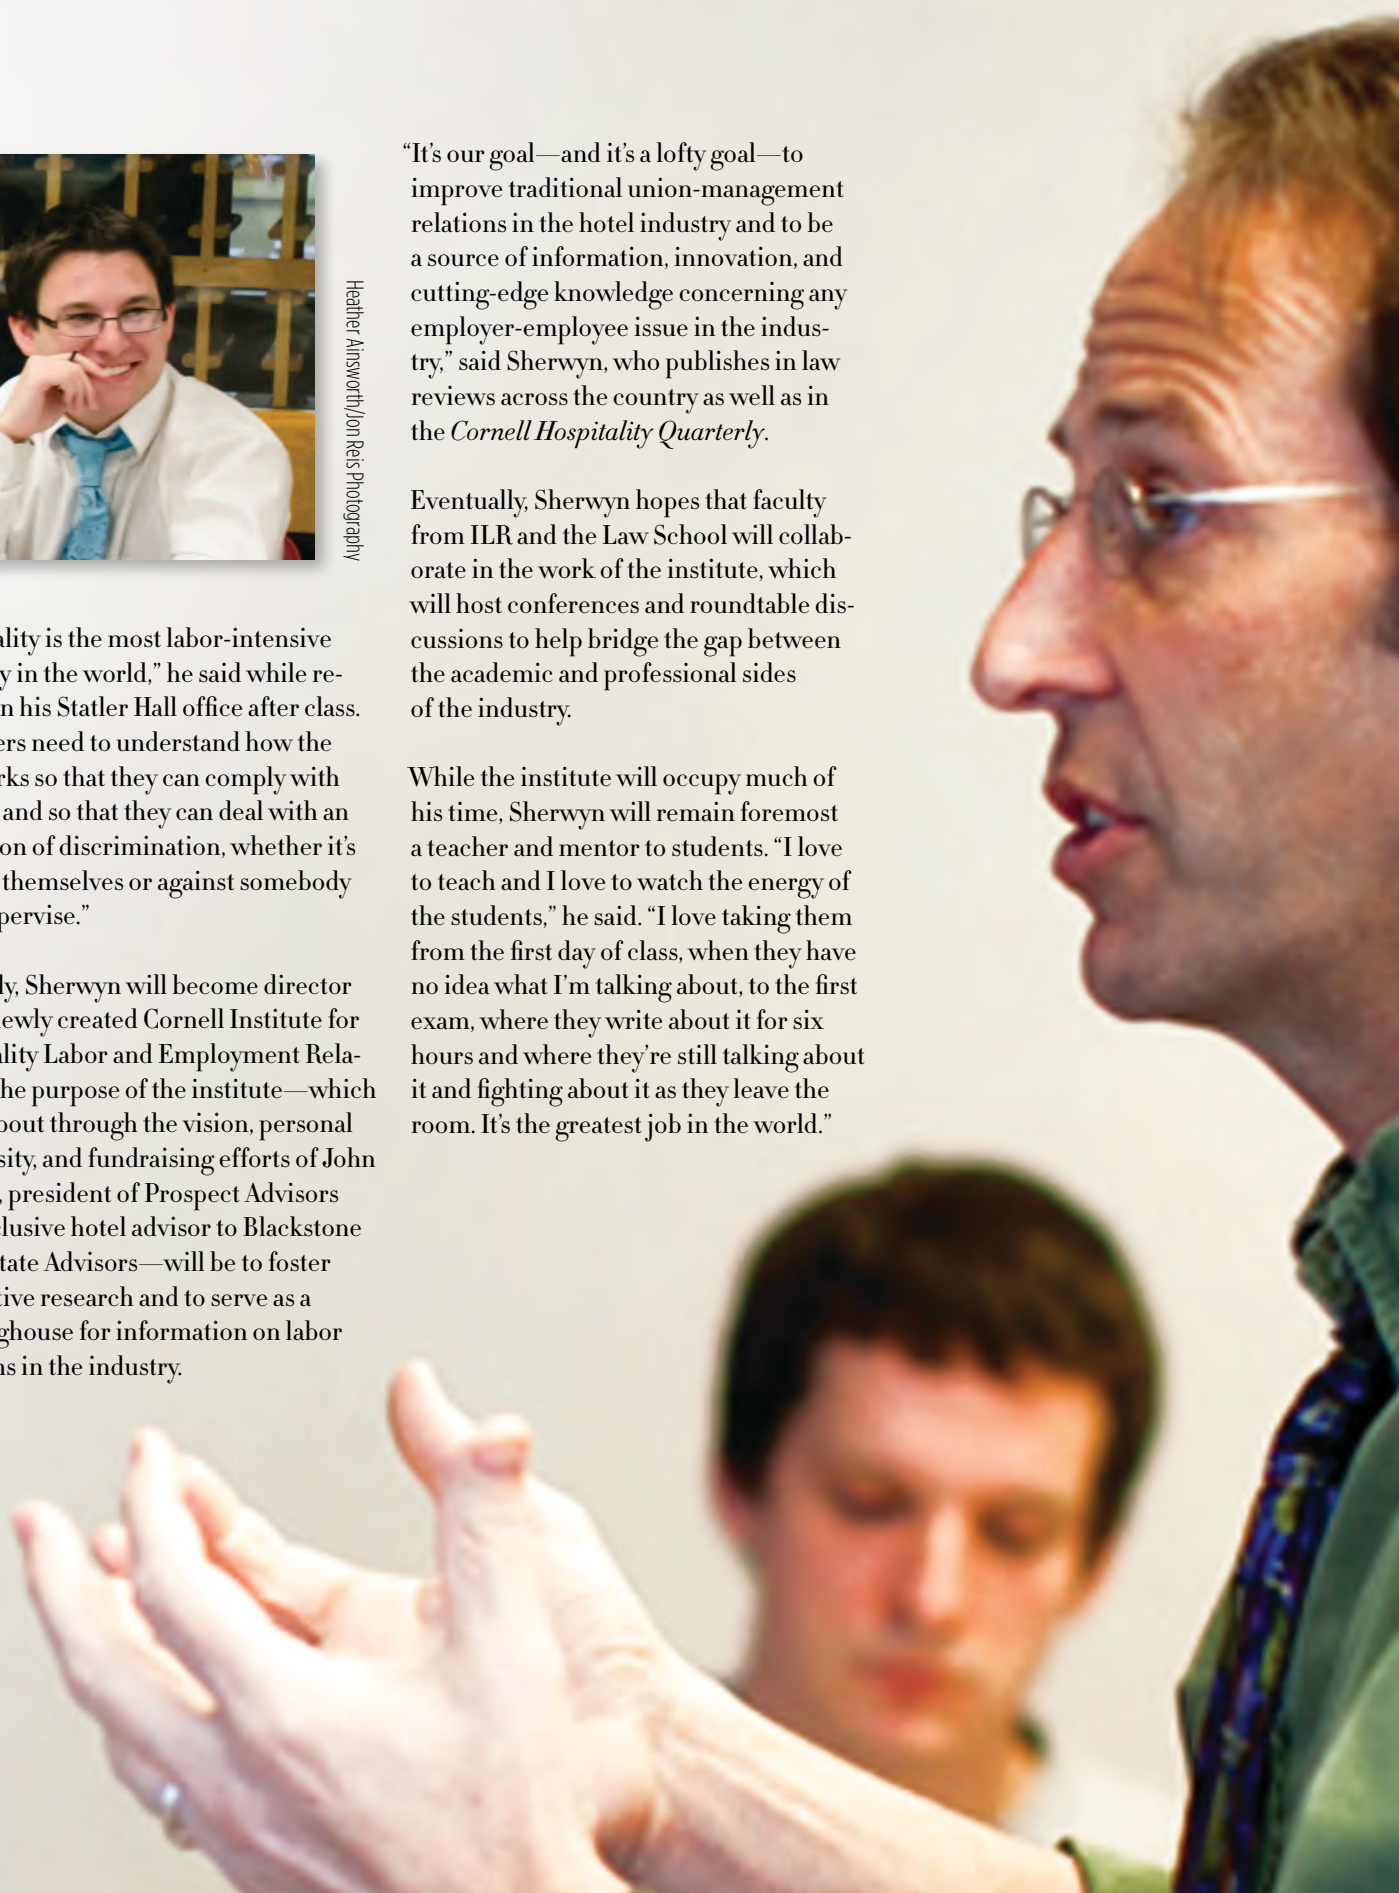 Heather Ainsworth/Jon Reis Photography
ality is the most labor-intensive
y in the world,” he said while re-
n his Statler Hall office after class.
ers need to understand how the
rks so that they can comply with
and so that they can deal with an
on of discrimination, whether it’s
themselves or against somebody
pervise.”
ly, Sherwyn will become director
ewly created Cornell Institute for
ality Labor and Employment Rela-
he purpose of the institute—which
bout through the vision, personal
sity, and fundraising efforts of John
, president of Prospect Advisors
clusive hotel advisor to Blackstone
tate Advisors—will be to foster
tive research and to serve as a
ghouse for information on labor
ns in the industry.
“It’s our goal—and it’s a lofty goal—to
improve traditional union-management
relations in the hotel industry and to be
a source of information, innovation, and
cutting-edge knowledge concerning any
employer-employee issue in the indus-
try,” said Sherwyn, who publishes in law
reviews across the country as well as in
the Cornell Hospitality Quarterly.
Eventually, Sherwyn hopes that faculty
from ILR and the Law School will collab-
orate in the work of the institute, which
will host conferences and roundtable dis-
cussions to help bridge the gap between
the academic and professional sides
of the industry.
While the institute will occupy much of
his time, Sherwyn will remain foremost
a teacher and mentor to students. “I love
to teach and I love to watch the energy of
the students,” he said. “I love taking them
from the first day of class, when they have
no idea what I’m talking about, to the first
exam, where they write about it for six
hours and where they’re still talking about
it and fighting about it as they leave the
room. It’s the greatest job in the world.”